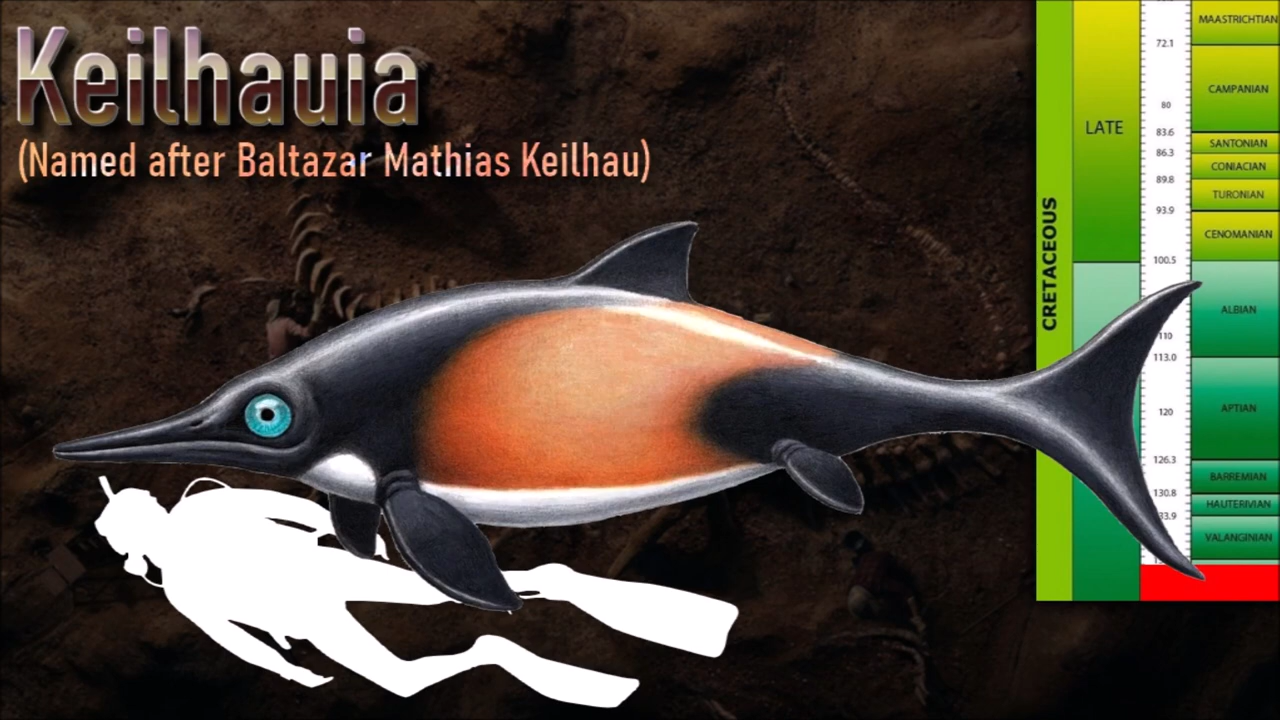 Keilhauia
(Named after Baltazar Mathias Keilhau)
CRETACEOUS
LATE
MAASTRICHTIAN
72.1
CAMPANIAN
80
83.6
SANTONIAN
86.3
CONIACIAN
89.8
TURONIAN
93.9
CENOMANIAN
100.5
ALBIAN
110
113.0
APTIAN
120
126.3
BARREMIAN
130.8
HAUTERIVIAN
33.9
VALANGINIAN